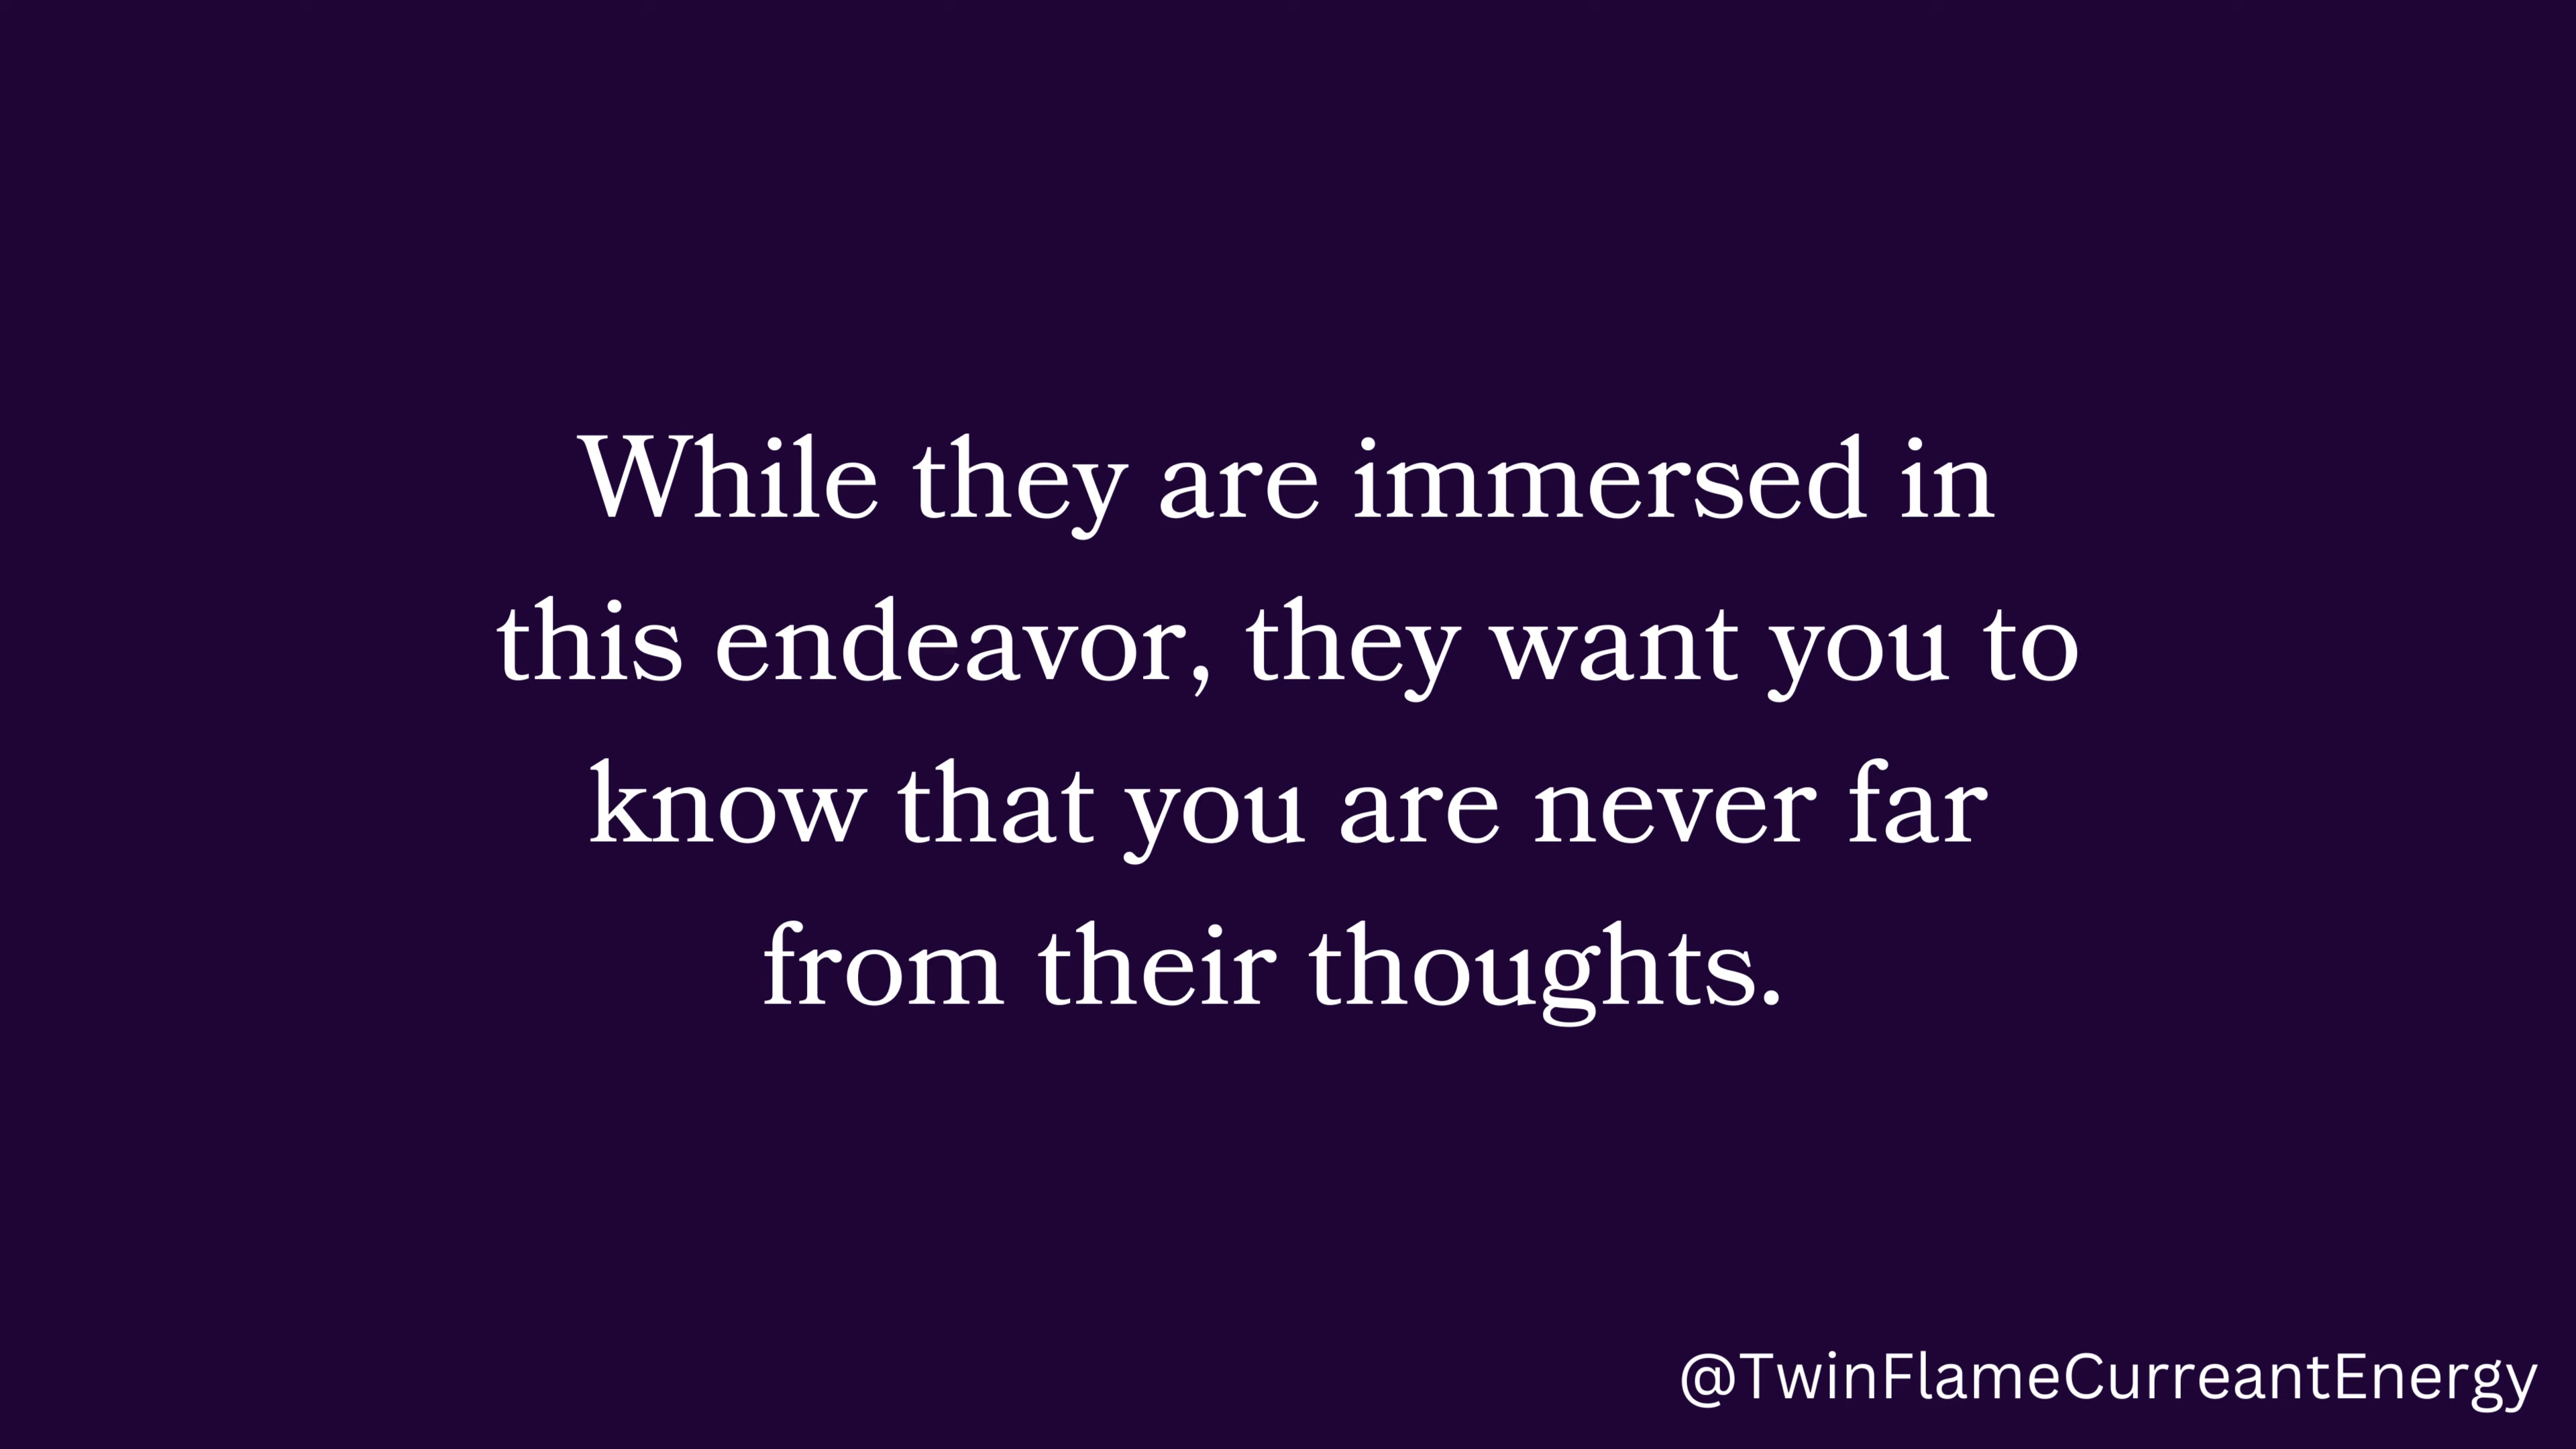 While they are immersed in
this endeavor, they want you to
know that you are never far
from their thoughts.
@TwinFlameCurreantEnergy